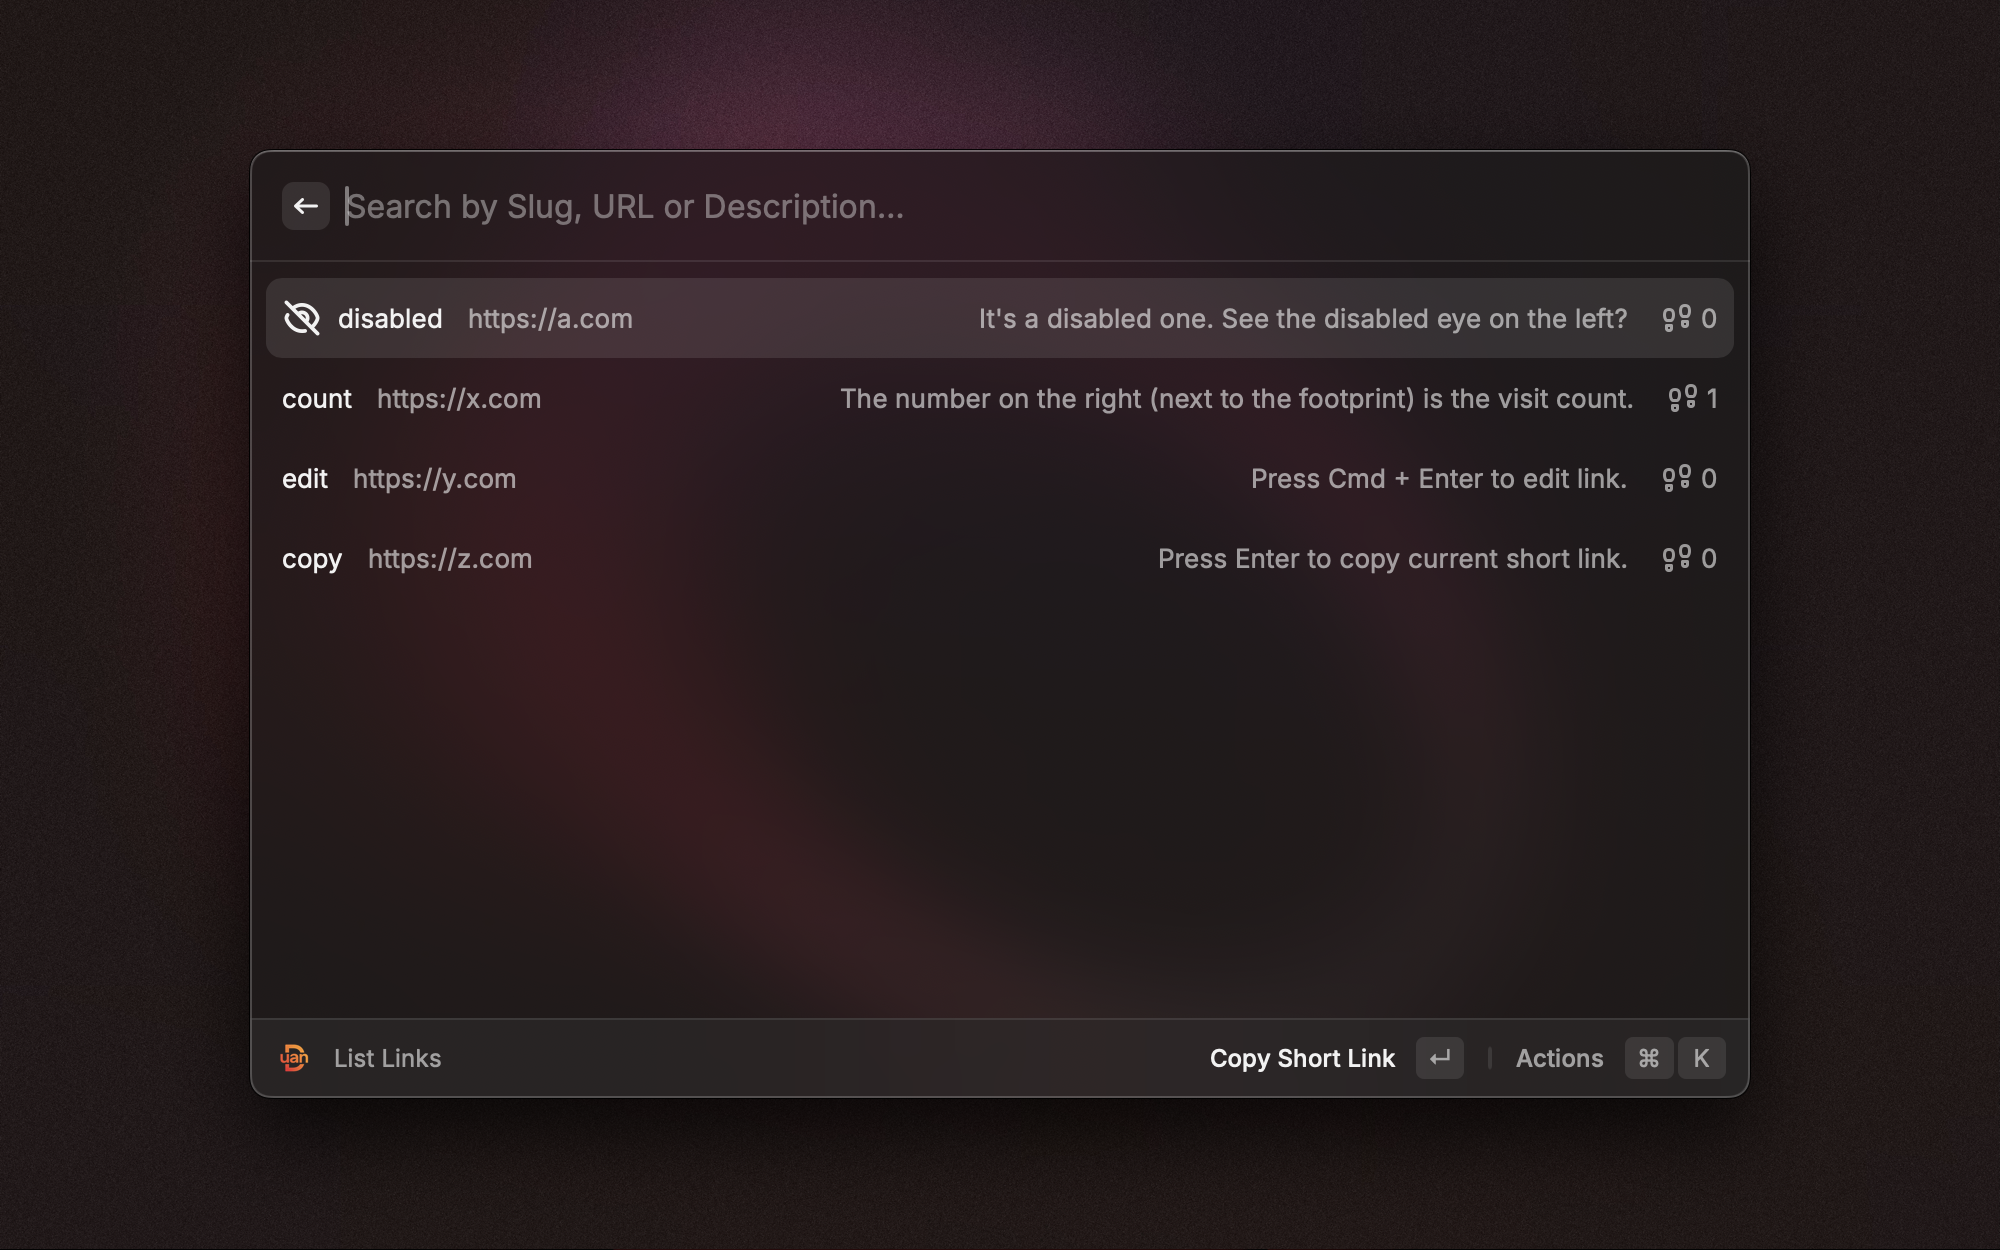 Search by Slug, URL or Description...
disabled https://a.com It's a disabled one. See the disabled eye on the left? 0
count https://x.com The number on the right (next to the footprint) is the visit count. 1
edit https://y.com Press Cmd + Enter to edit link. 0
copy https://z.com Press Enter to copy current short link. 0
Duan List Links Copy Short Link ↵ Actions ⌘ K